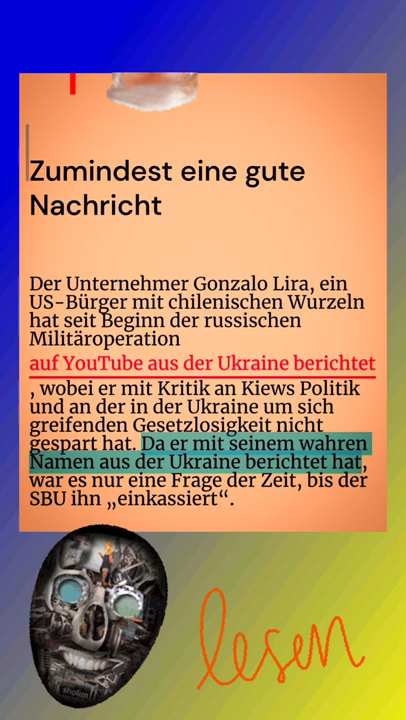 Zumindest eine gute
Nachricht
Der Unternehmer Gonzalo Lira, ein
US-Bürger mit chilenischen Wurzeln
hat seit Beginn der russischen
Militäroperation
auf YouTube aus der Ukraine berichtet
, wobei er mit Kritik an Kiews Politik
und an der in der Ukraine um sich
greifenden Gesetzlosigkeit nicht
gespart hat. Da er mit seinem wahren
Namen aus der Ukraine berichtet hat,
war es nur eine Frage der Zeit, bis der
SBU ihn „einkassiert“.
lesen